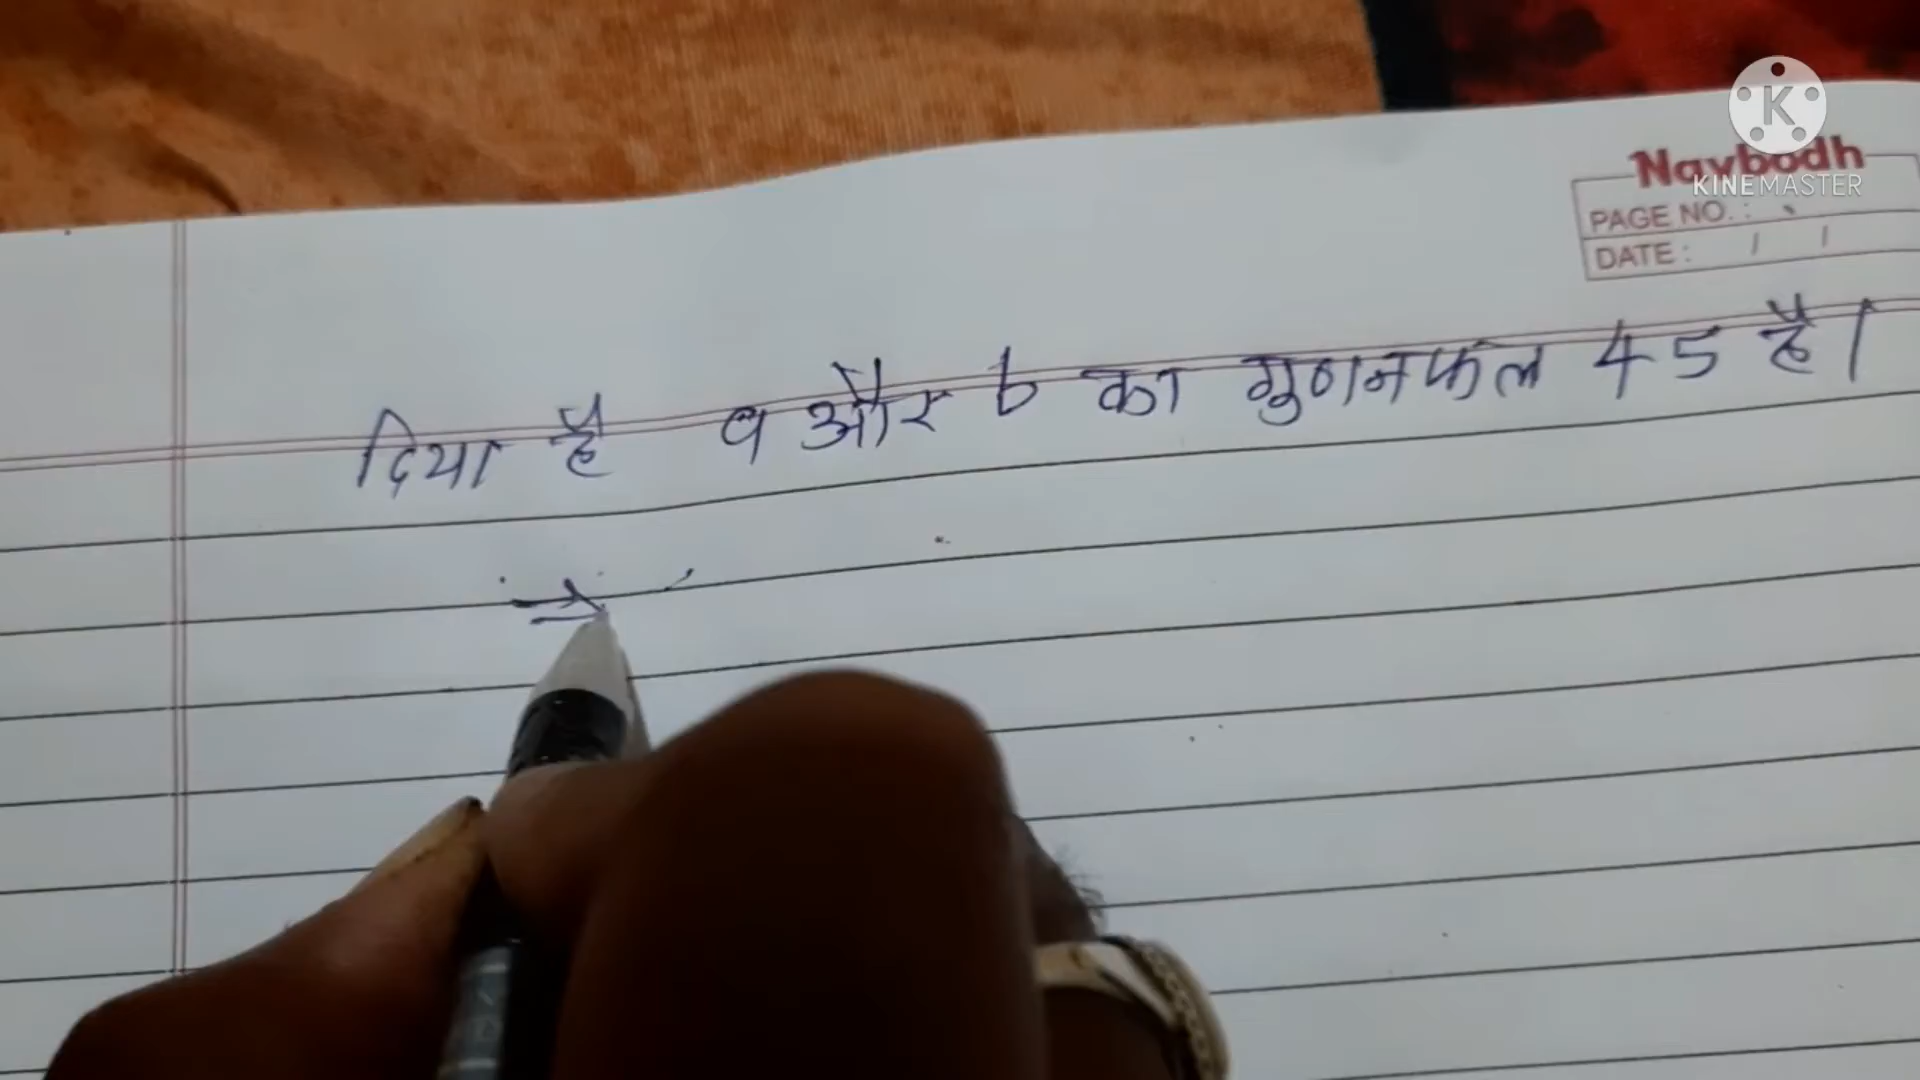 Navbodh
KINEMASTER
PAGE NO. :
DATE :
दिया है a और b का गुणनफल 45 है।
⇒